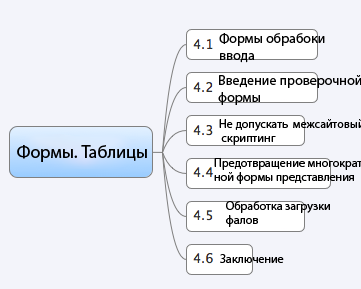 Формы. Таблицы
4.1 Формы обрабоки
ввода
4.2 Введение проверочной
формы
4.3 Не допускать межсайтовый
скриптинг
4.4 Предотвращение многократ
ной формы представления
4.5 Обработка загрузки
фалов
4.6 Заключение